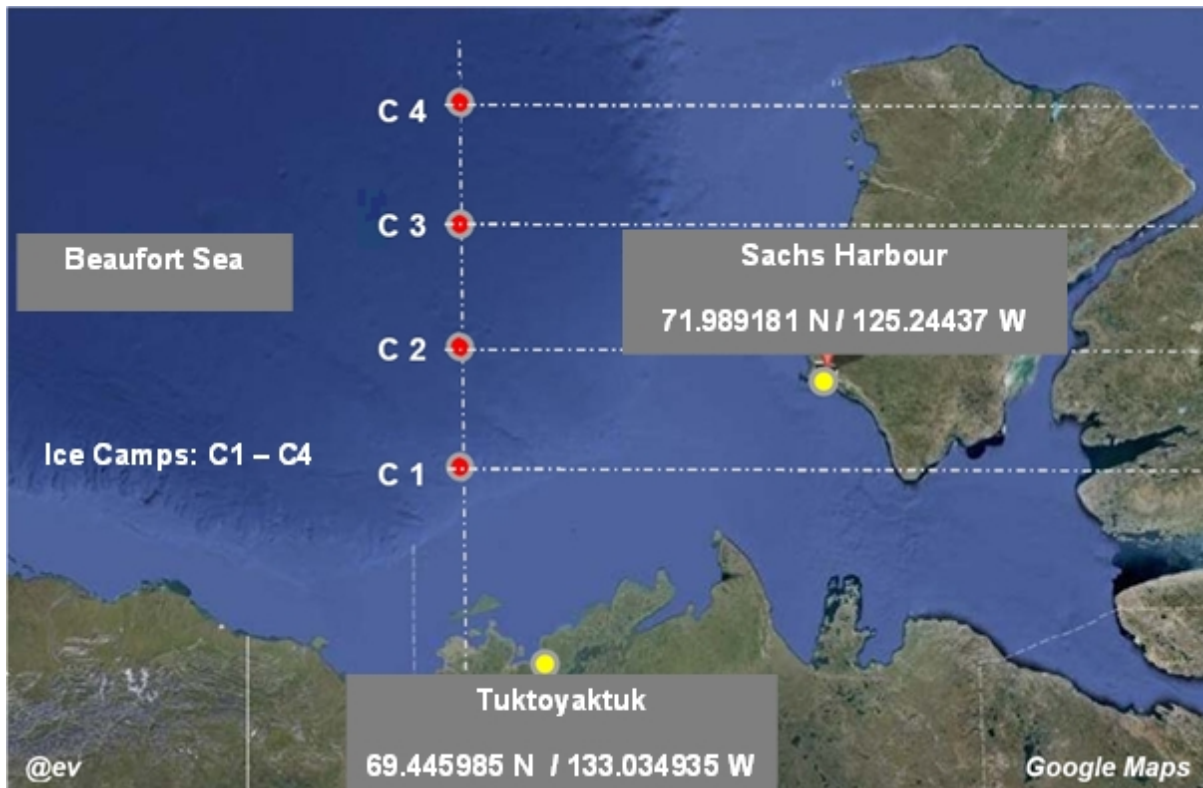 C 4
C 3
Beaufort Sea
Sachs Harbour
71.989181 N / 125.24437 W
C 2
Ice Camps: C1 – C4
C 1
Tuktoyaktuk
69.445985 N / 133.034935 W
@ev
Google Maps